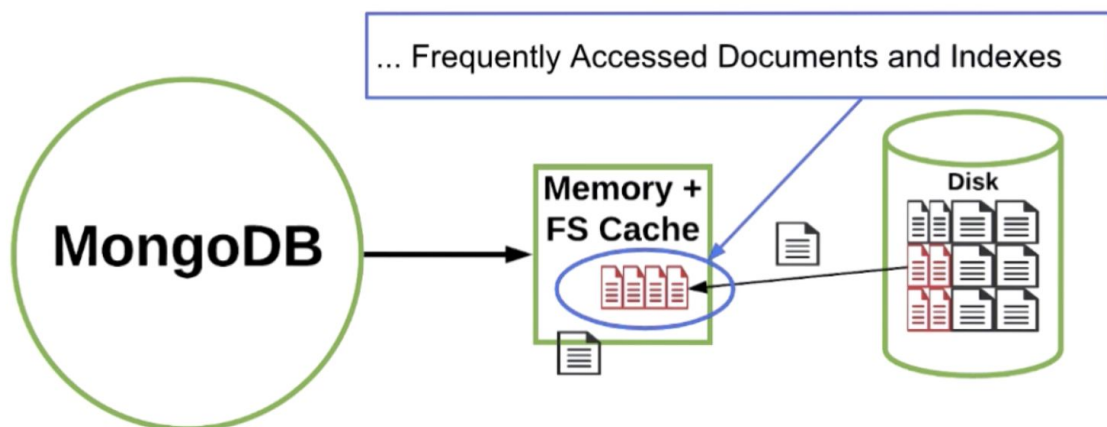 ... Frequently Accessed Documents and Indexes
MongoDB
Memory +
FS Cache
Disk